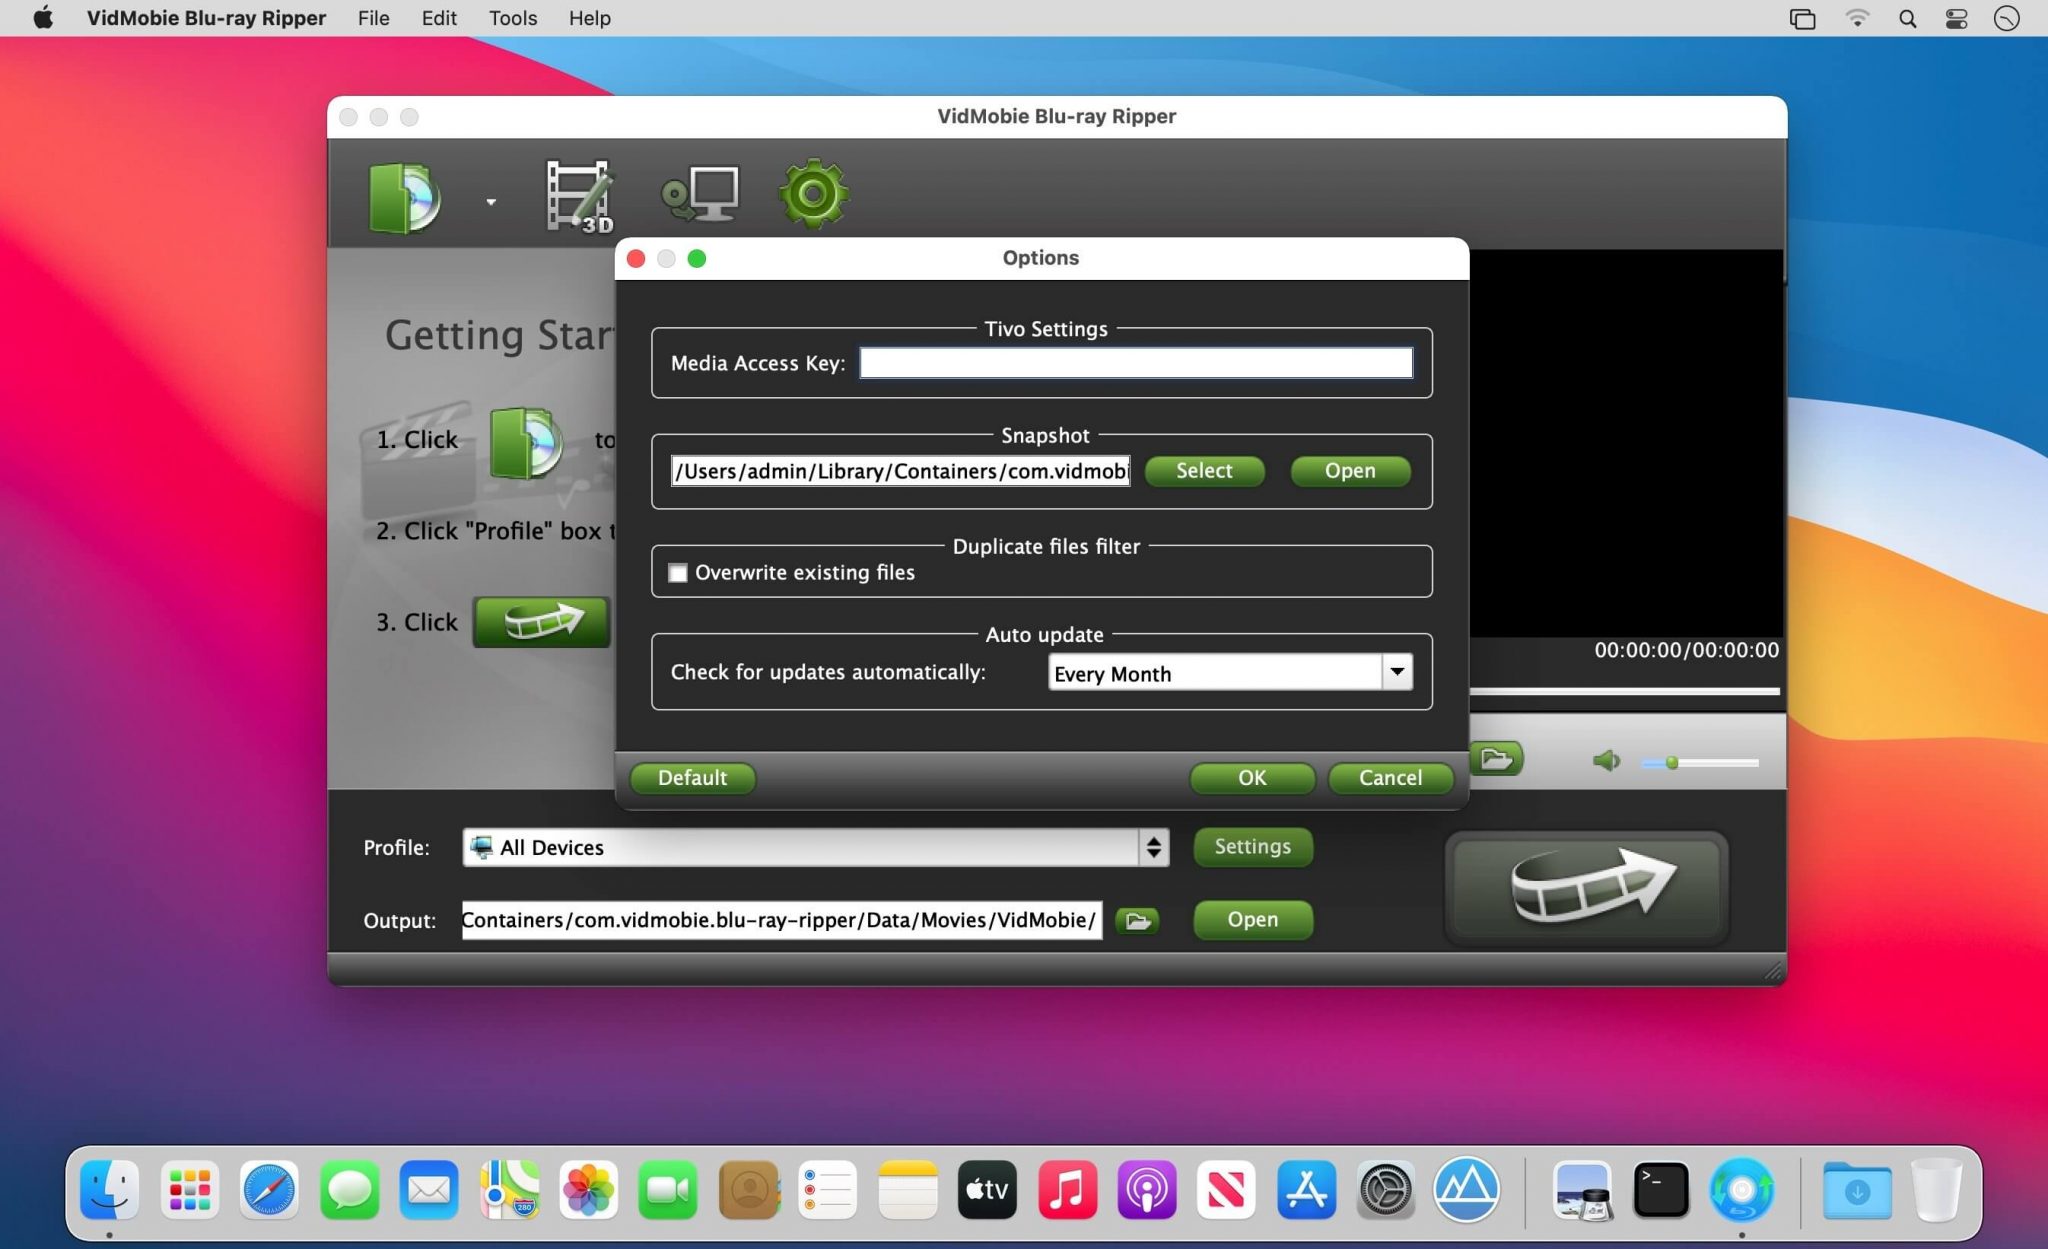 VidMobie Blu-ray Ripper File Edit Tools Help
VidMobie Blu-ray Ripper
3D
Options
Getting Star
Tivo Settings
Media Access Key:
1. Click to
Snapshot
/Users/admin/Library/Containers/com.vidmobi Select Open
2. Click "Profile" box t
Duplicate files filter
Overwrite existing files
3. Click
Auto update
Check for updates automatically: Every Month
00:00:00/00:00:00
Default OK Cancel
Profile: All Devices Settings
Output: Containers/com.vidmobie.blu-ray-ripper/Data/Movies/VidMobie/ Open
280
tv
>_